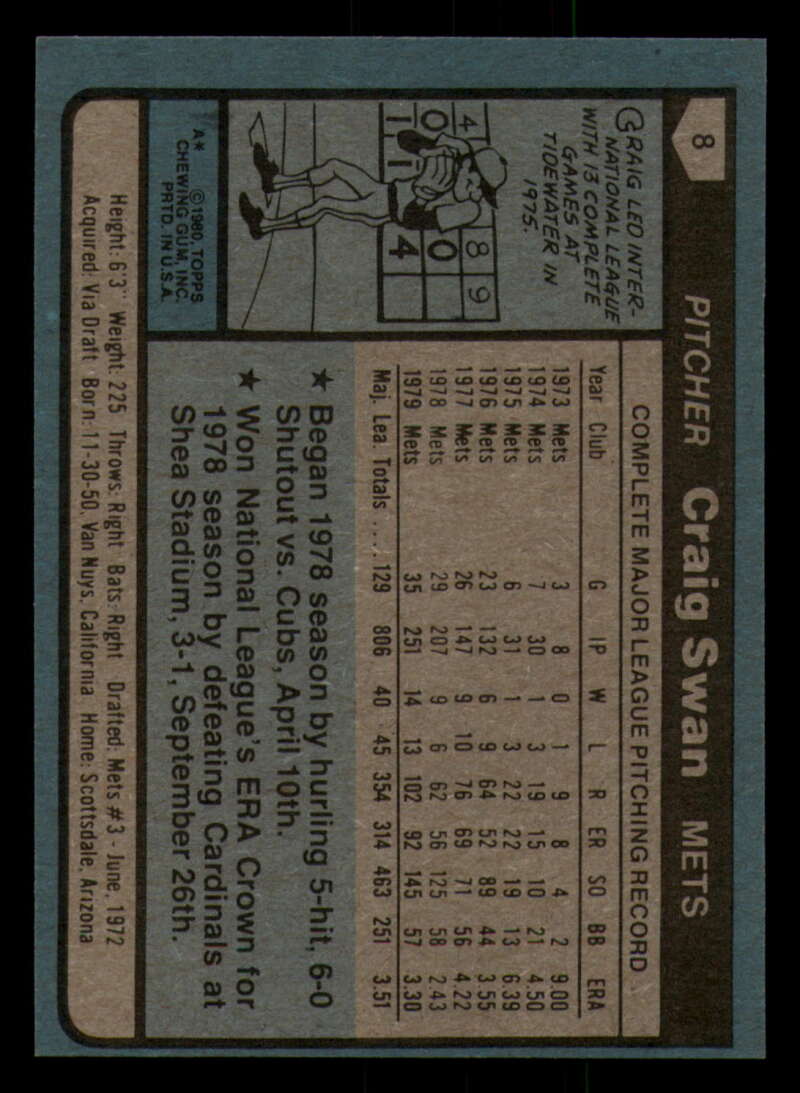 8 PITCHER Craig Swan METS
CRAIG LED INTER-
NATIONAL LEAGUE
WITH 13 COMPLETE
GAMES AT
TIDEWATER IN
1975.
4 8 9
0 0
1 1 4
A* ©1980, TOPPS
CHEWING GUM, INC.
PRTD. IN U.S.A.
COMPLETE MAJOR LEAGUE PITCHING RECORD
Year Club G IP W L R ER SO BB ERA
1973 Mets 3 8 0 1 9 8 4 2 9.00
1974 Mets 7 30 1 3 19 15 10 21 4.50
1975 Mets 6 31 1 3 22 22 19 13 6.39
1976 Mets 23 132 6 9 64 52 89 44 3.55
1977 Mets 26 147 9 10 76 69 71 56 4.22
1978 Mets 29 207 9 6 62 56 125 58 2.43
1979 Mets 35 251 14 13 102 92 145 57 3.30
Maj. Lea. Totals .... 129 806 40 45 354 314 463 251 3.51
★ Began 1978 season by hurling 5-hit, 6-0
Shutout vs. Cubs, April 10th.
★ Won National League's ERA Crown for
1978 season by defeating Cardinals at
Shea Stadium, 3-1, September 26th.
Height: 6'3" Weight: 225 Throws: Right Bats: Right Drafted: Mets #3 - June, 1972
Acquired: Via Draft Born: 11-30-50, Van Nuys, California Home: Scottsdale, Arizona